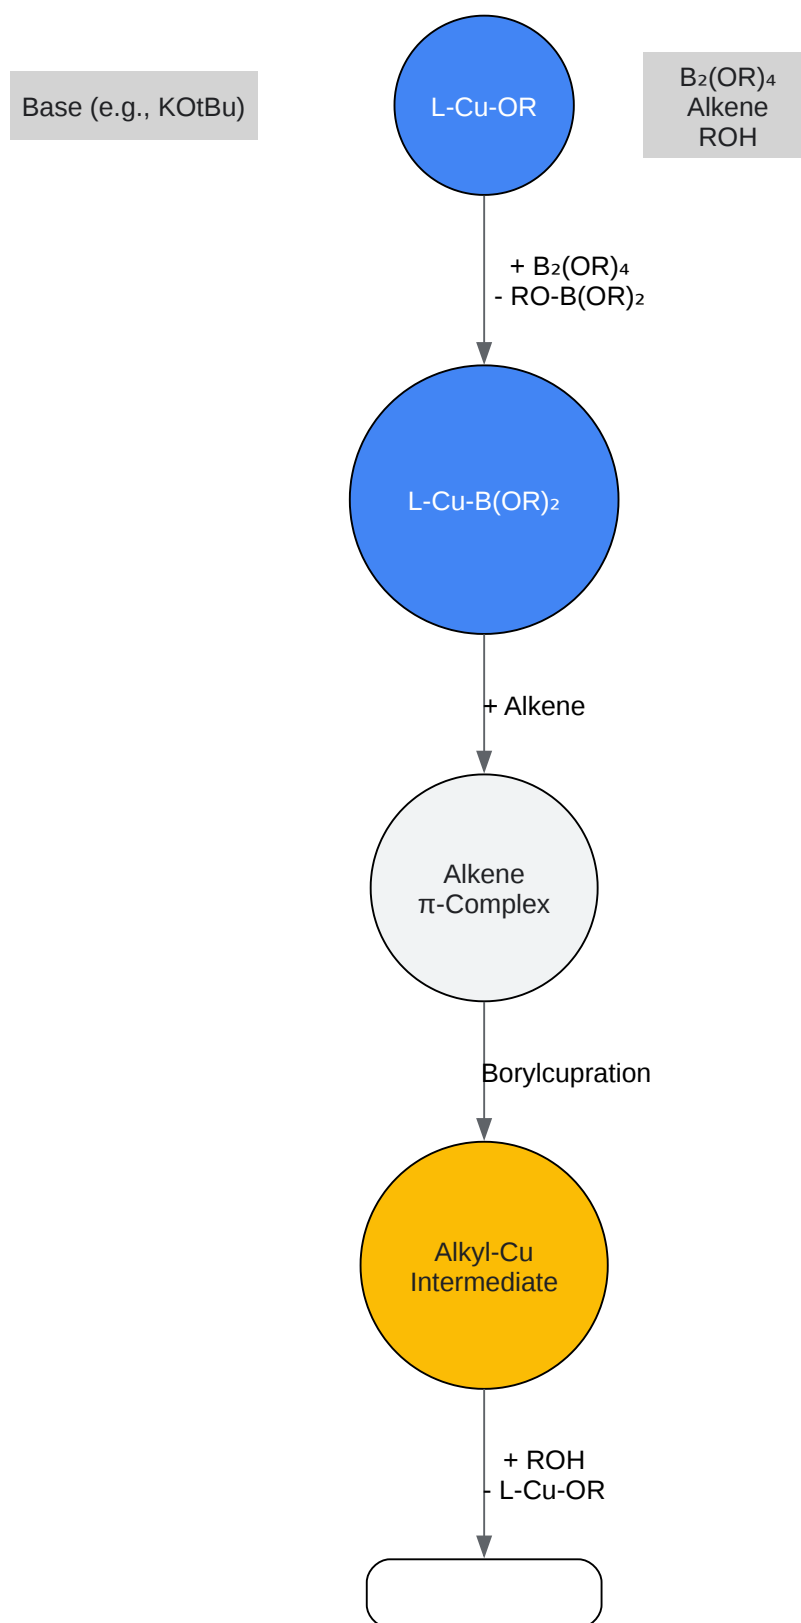 Base (e.g., KOtBu)
L-Cu-OR
B₂(OR)₄
Alkene
ROH
+ B₂(OR)₄
- RO-B(OR)₂
L-Cu-B(OR)₂
+ Alkene
Alkene
π-Complex
Borylcupration
Alkyl-Cu
Intermediate
+ ROH
- L-Cu-OR